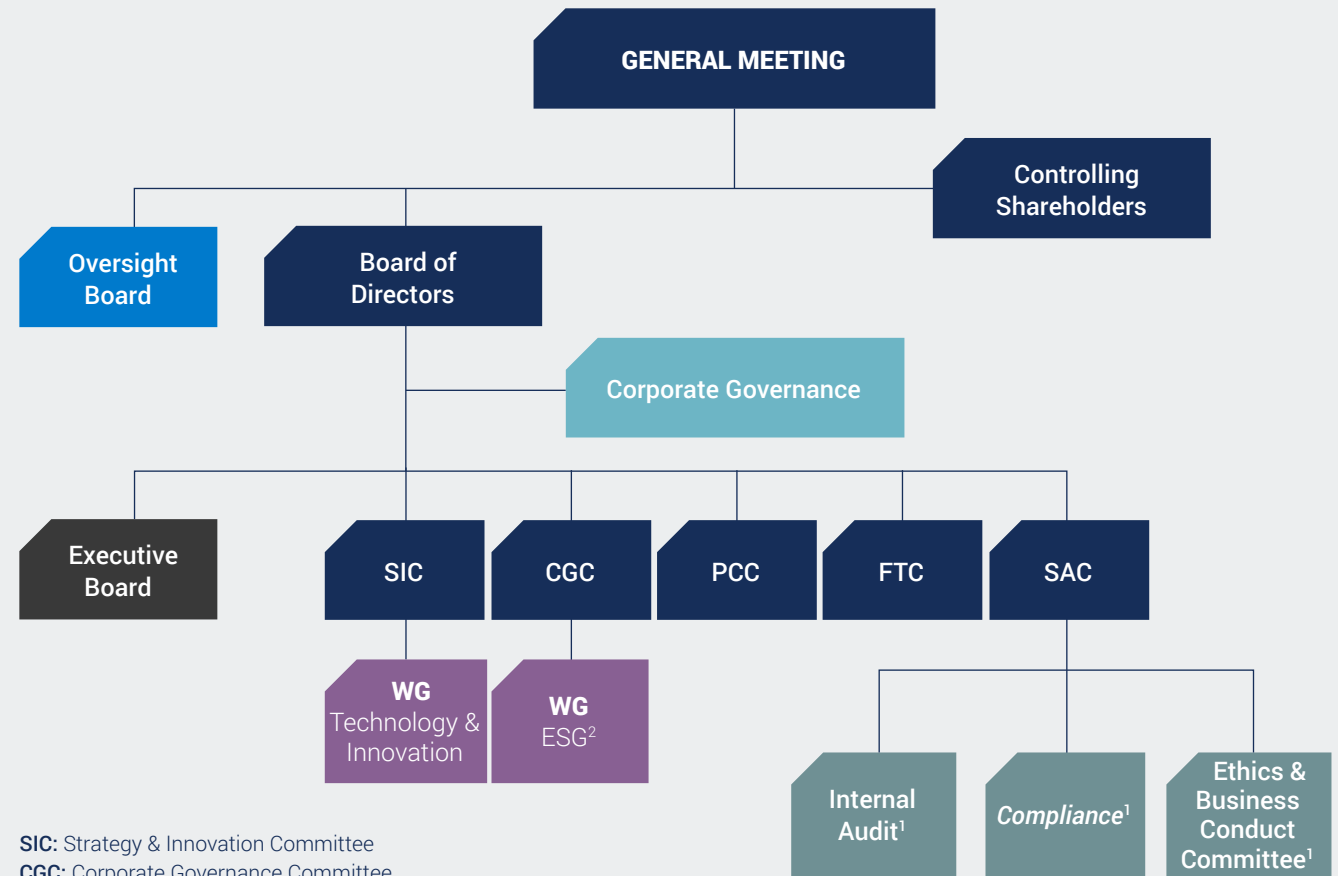 GENERAL MEETING
Controlling
Shareholders
Oversight
Board
Board of
Directors
Corporate Governance
Executive
Board
SIC
CGC
PCC
FTC
SAC
WG
Technology &
Innovation
WG
ESG²
Internal
Audit¹
Compliance¹
Ethics &
Business
Conduct
Committee¹
SIC: Strategy & Innovation Committee
CGC: Corporate Governance Committee